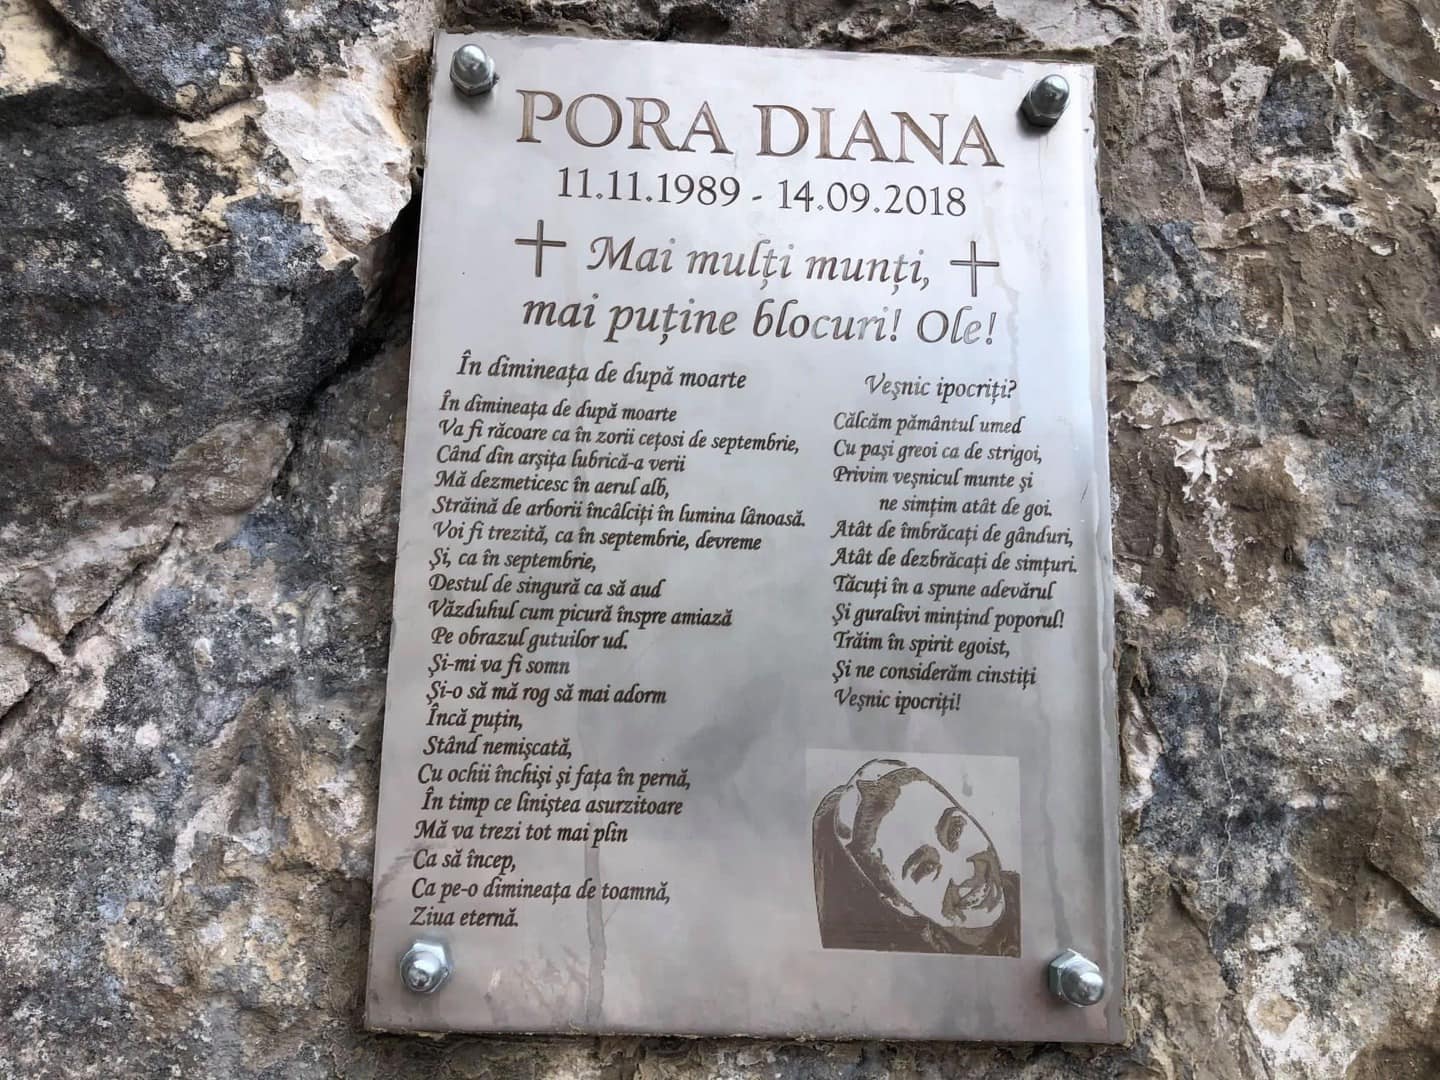 PORA DIANA
11.11.1989 - 14.09.2018
Mai mulți munți,
mai puține blocuri! Ole!
În dimineața de după moarte
În dimineața de după moarte
Va fi răcoare ca în zorii cețosi de septembrie,
Când din arșița lubrică-a verii
Mă dezmeticesc în aerul alb,
Străină de arborii încâlciți în lumina lânoasă.
Voi fi trezită, ca în septembrie, devreme
Și, ca în septembrie,
Destul de singură ca să aud
Văzduhul cum picură înspre amiază
Pe obrazul gutuilor ud.
Și-mi va fi somn
Și-o să mă rog să mai adorm
Încă puțin,
Stând nemișcată,
Cu ochii închiși și fața în pernă,
În timp ce liniștea asurzitoare
Mă va trezi tot mai plin
Ca să încep,
Ca pe-o dimineața de toamnă,
Ziua eternă.
Veșnic ipocriți?
Călcăm pământul umed
Cu pași greoi ca de strigoi,
Privim veșnicul munte și
ne simțim atât de goi.
Atât de îmbrăcați de gânduri,
Atât de dezbrăcați de simțuri.
Tăcuți în a spune adevărul
Și guralivi mințind poporul!
Trăim în spirit egoist,
Și ne considerăm cinstiți
Veșnic ipocriți!